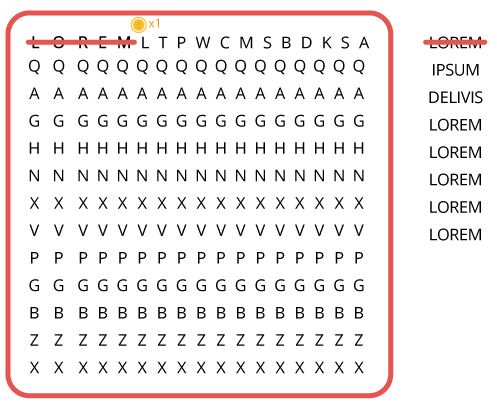 x1
L O R E M L T P W C M S B D K S A
Q Q Q Q Q Q Q Q Q Q Q Q Q Q Q Q Q
A A A A A A A A A A A A A A A A A
G G G G G G G G G G G G G G G G G
H H H H H H H H H H H H H H H H H
N N N N N N N N N N N N N N N N N
X X X X X X X X X X X X X X X X X
V V V V V V V V V V V V V V V V V
P P P P P P P P P P P P P P P P P
G G G G G G G G G G G G G G G G G
B B B B B B B B B B B B B B B B B
Z Z Z Z Z Z Z Z Z Z Z Z Z Z Z Z Z
X X X X X X X X X X X X X X X X X
LOREM
IPSUM
DELIVIS
LOREM
LOREM
LOREM
LOREM
LOREM